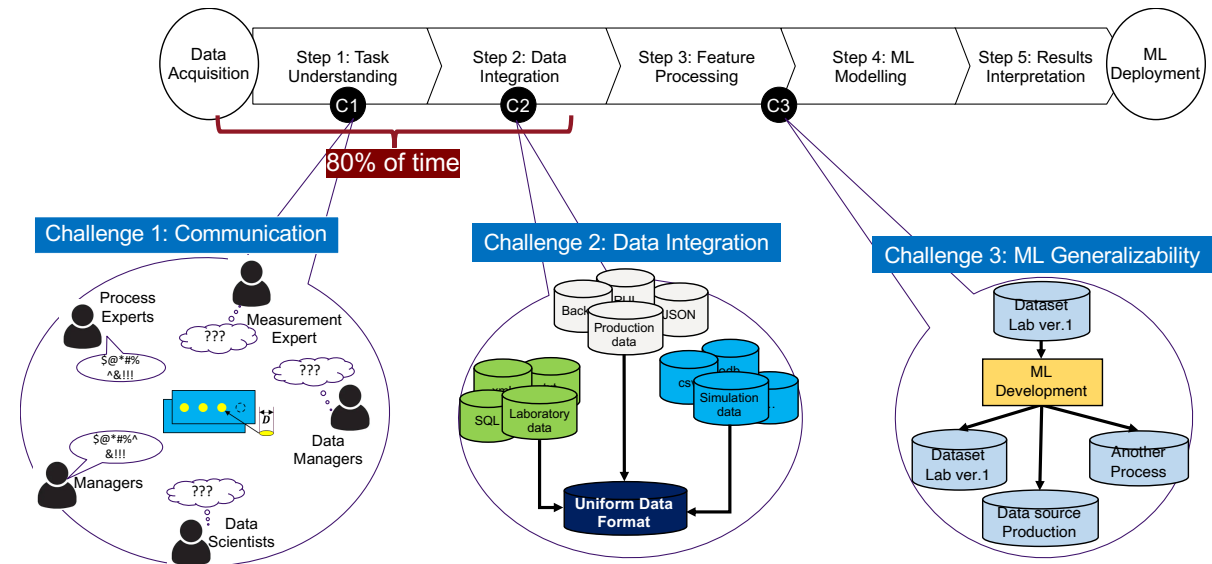 Data
Acquisition
Step 1: Task
Understanding
Step 2: Data
Integration
Step 3: Feature
Processing
Step 4: ML
Modelling
Step 5: Results
Interpretation
ML
Deployment
C1
C2
C3
80% of time
Challenge 1: Communication
Process
Experts
$@*#%
^&!!!
???
Measurement
Expert
???
Data
Managers
D
$@*#%^
&!!!
Managers
???
Data
Scientists
Challenge 2: Data Integration
Back
RUI
JSON
Production
data
SQL
Laboratory
data
csv
Simulation
data
...
Uniform Data
Format
Challenge 3: ML Generalizability
Dataset
Lab ver.1
ML
Development
Dataset
Lab ver.1
Another
Process
Data source
Production